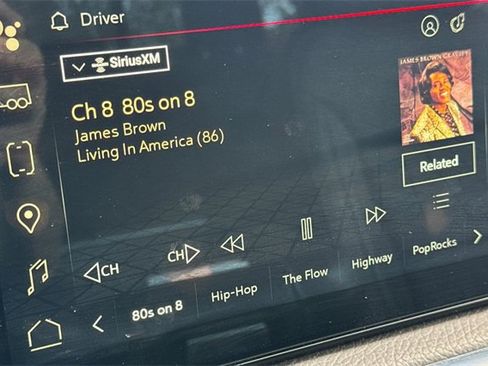 Driver
SiriusXM
Ch 8 80s on 8
James Brown
Living In America (86)
JAMES BROWN GRAVITY
Related
CH
CH
80s on 8
Hip-Hop
The Flow
Highway
PopRocks